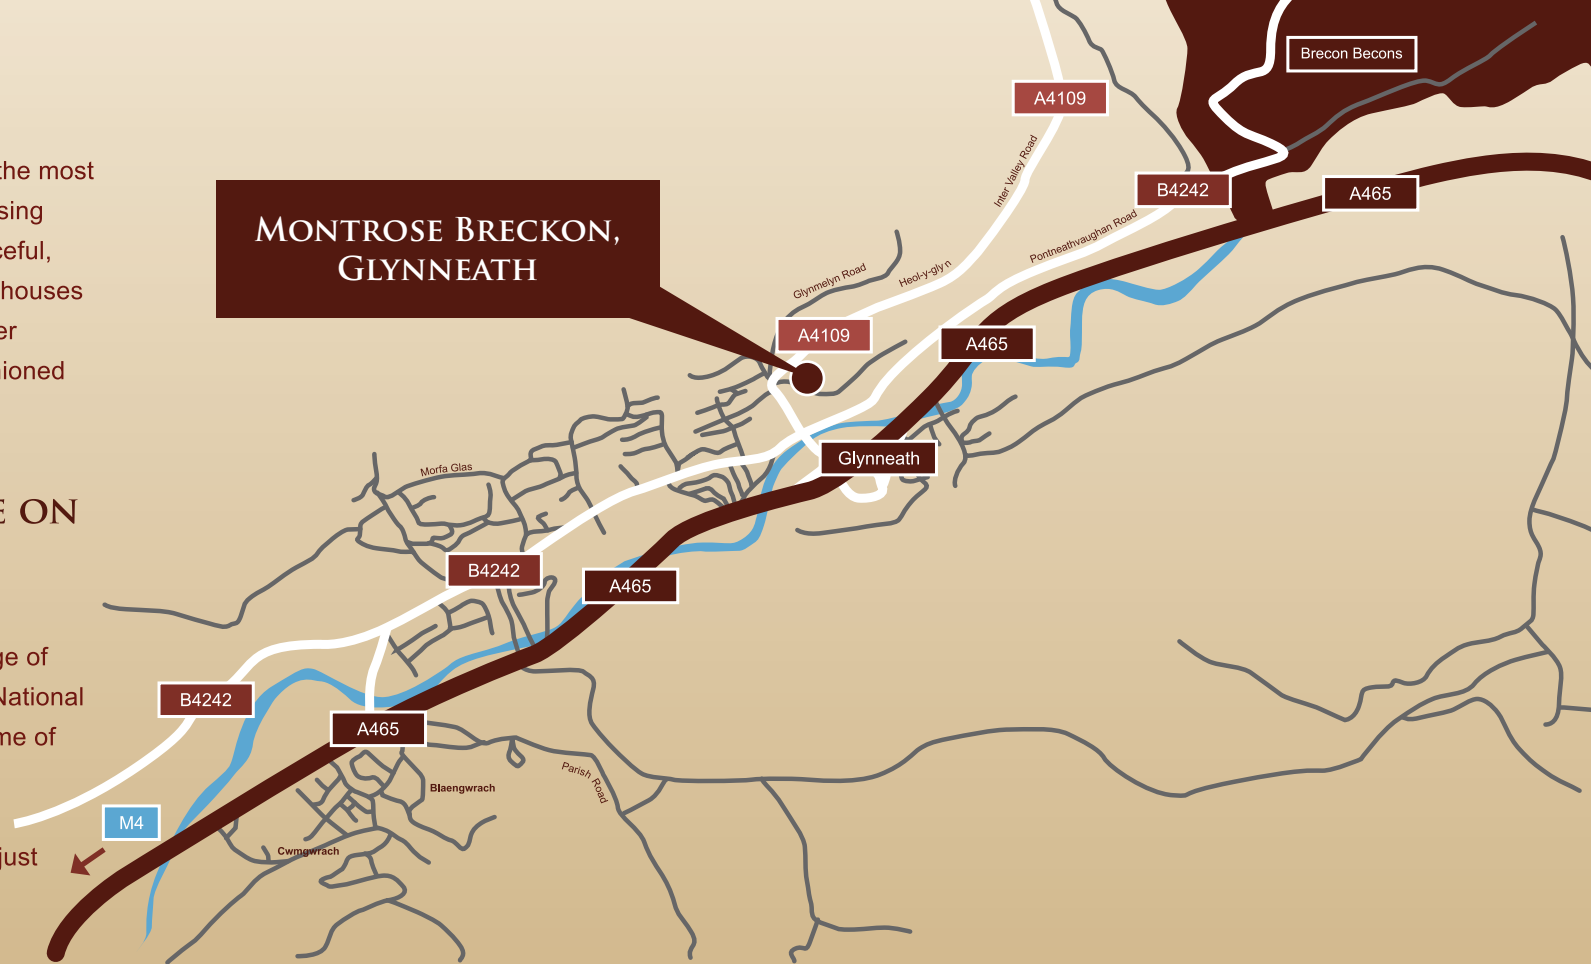 the most
sing
ceful,
houses
er
ioned
E ON
ge of
National
me of
just
MONTROSE BRECKON,
GLYNNEATH
Brecon Becons
A4109
Inter Valley Road
B4242
A465
Pontneathvaughan Road
Glynmelyn Road
Heol-y-glyn
A4109
A465
Glynneath
Morfa Glas
B4242
A465
B4242
A465
Parish Road
Blaengwrach
M4
Cwmgwrach